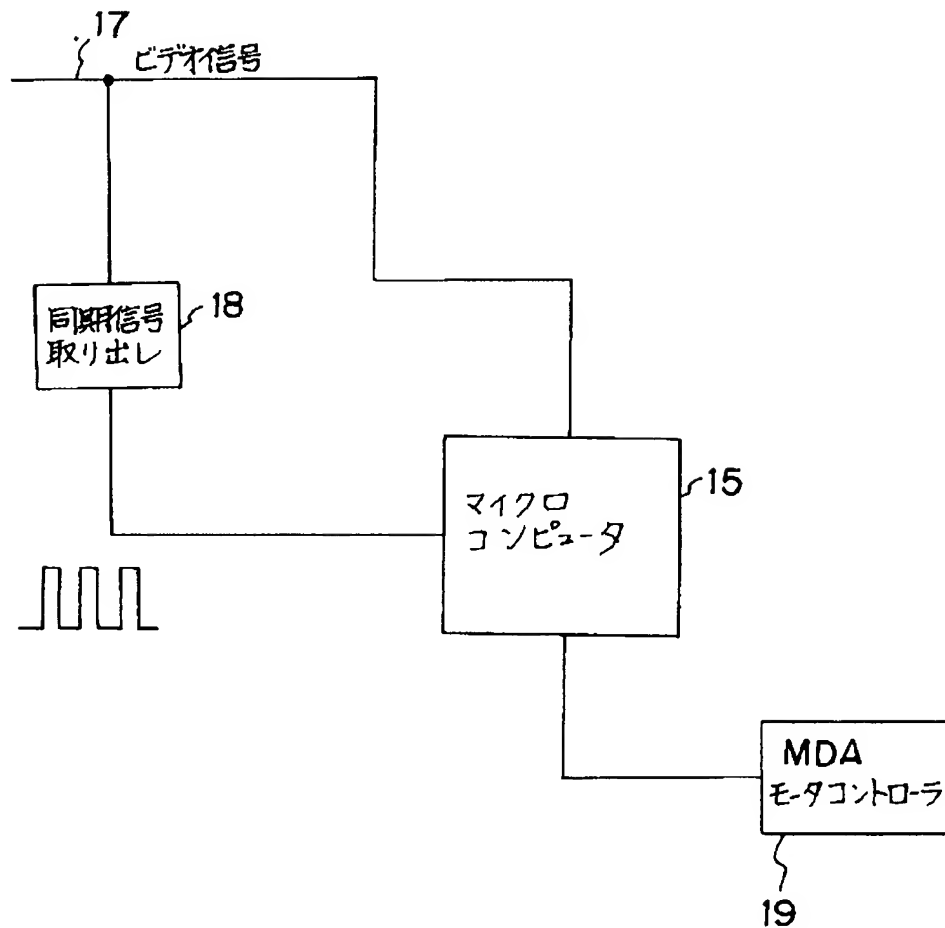 17
ビデオ信号
同期信号
取り出し
18
マイクロ
コンピュータ
15
MDA
モータコントローラ
19